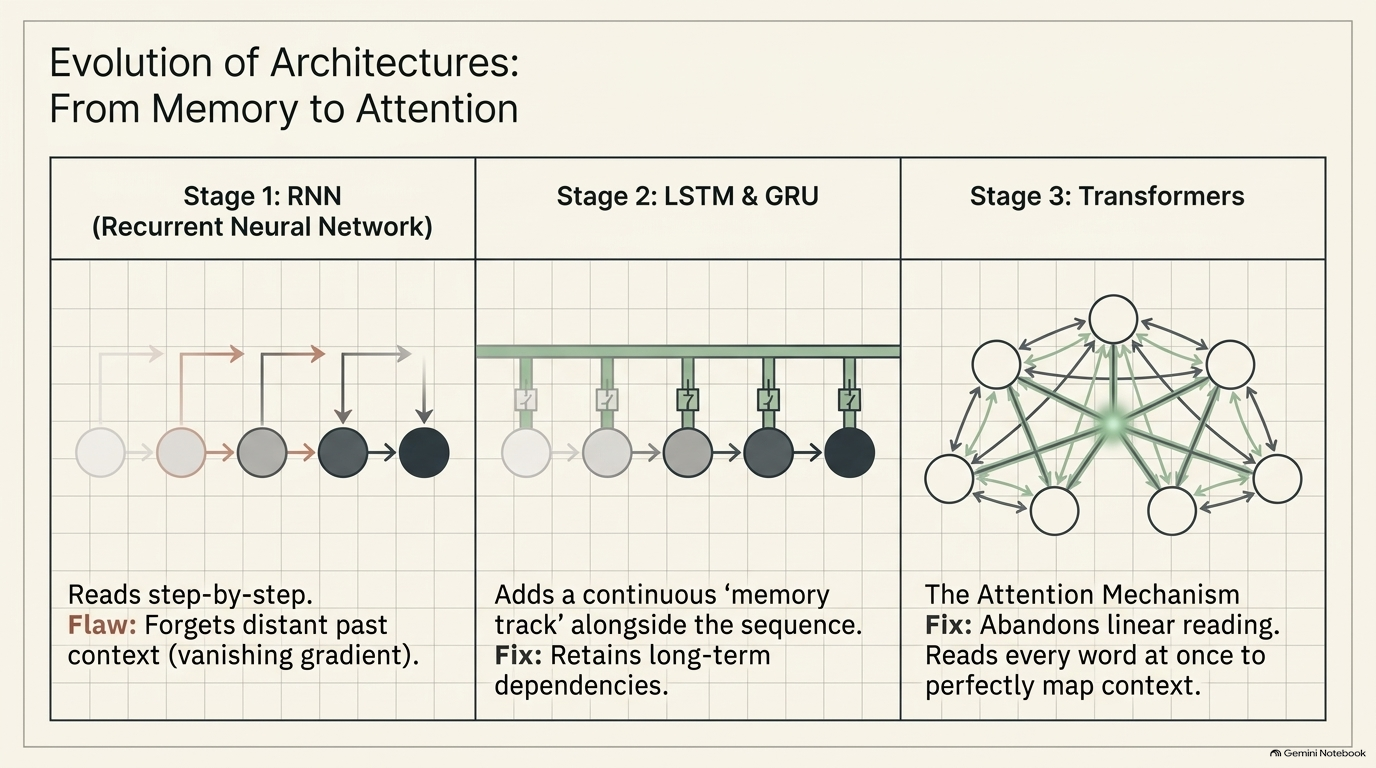 Evolution of Architectures:
From Memory to Attention
Stage 1: RNN
(Recurrent Neural Network)
Stage 2: LSTM & GRU
Stage 3: Transformers
Reads step-by-step.
Flaw: Forgets distant past
context (vanishing gradient).
Adds a continuous ‘memory
track’ alongside the sequence.
Fix: Retains long-term
dependencies.
The Attention Mechanism
Fix: Abandons linear reading.
Reads every word at once to
perfectly map context.
Gemini Notebook